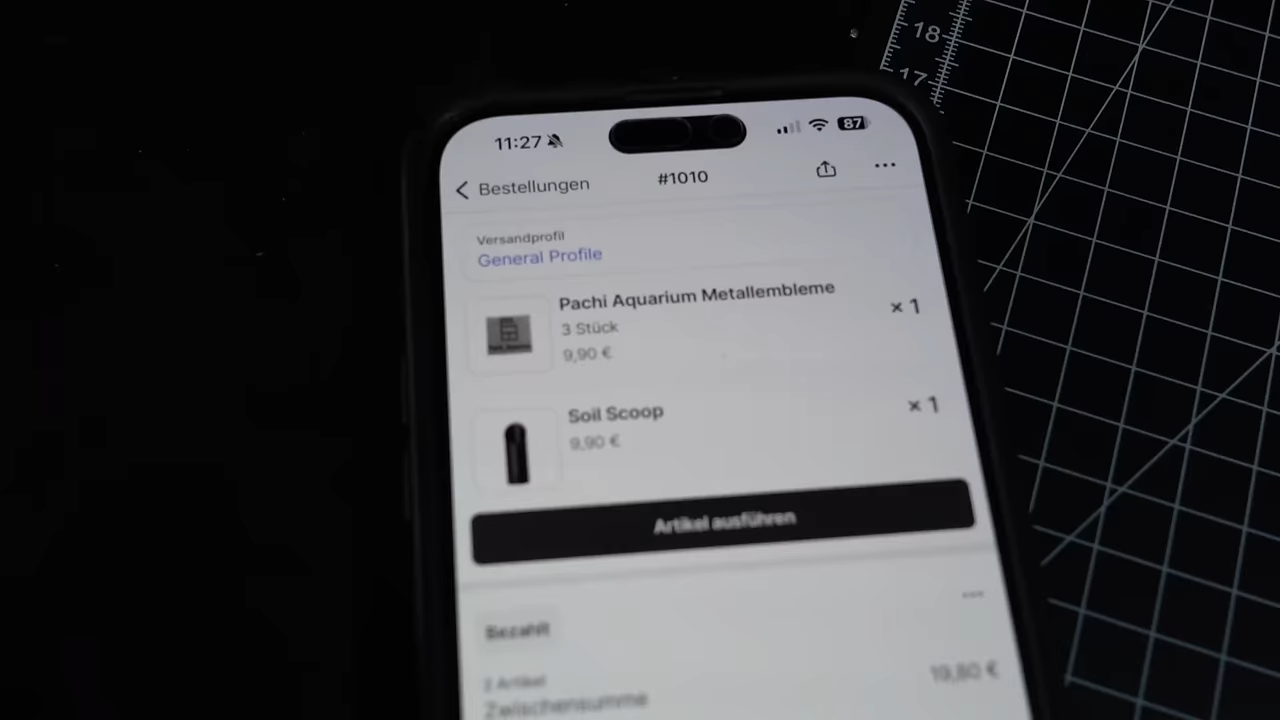 18
17
11:27
87
Bestellungen
#1010
Versandprofil
General Profile
Pachi Aquarium Metallembleme
× 1
3 Stück
9,90 €
Soil Scoop
× 1
9,90 €
Artikel ausführen
Bezahlt
Artikel
19,80 €
Zwischensumme